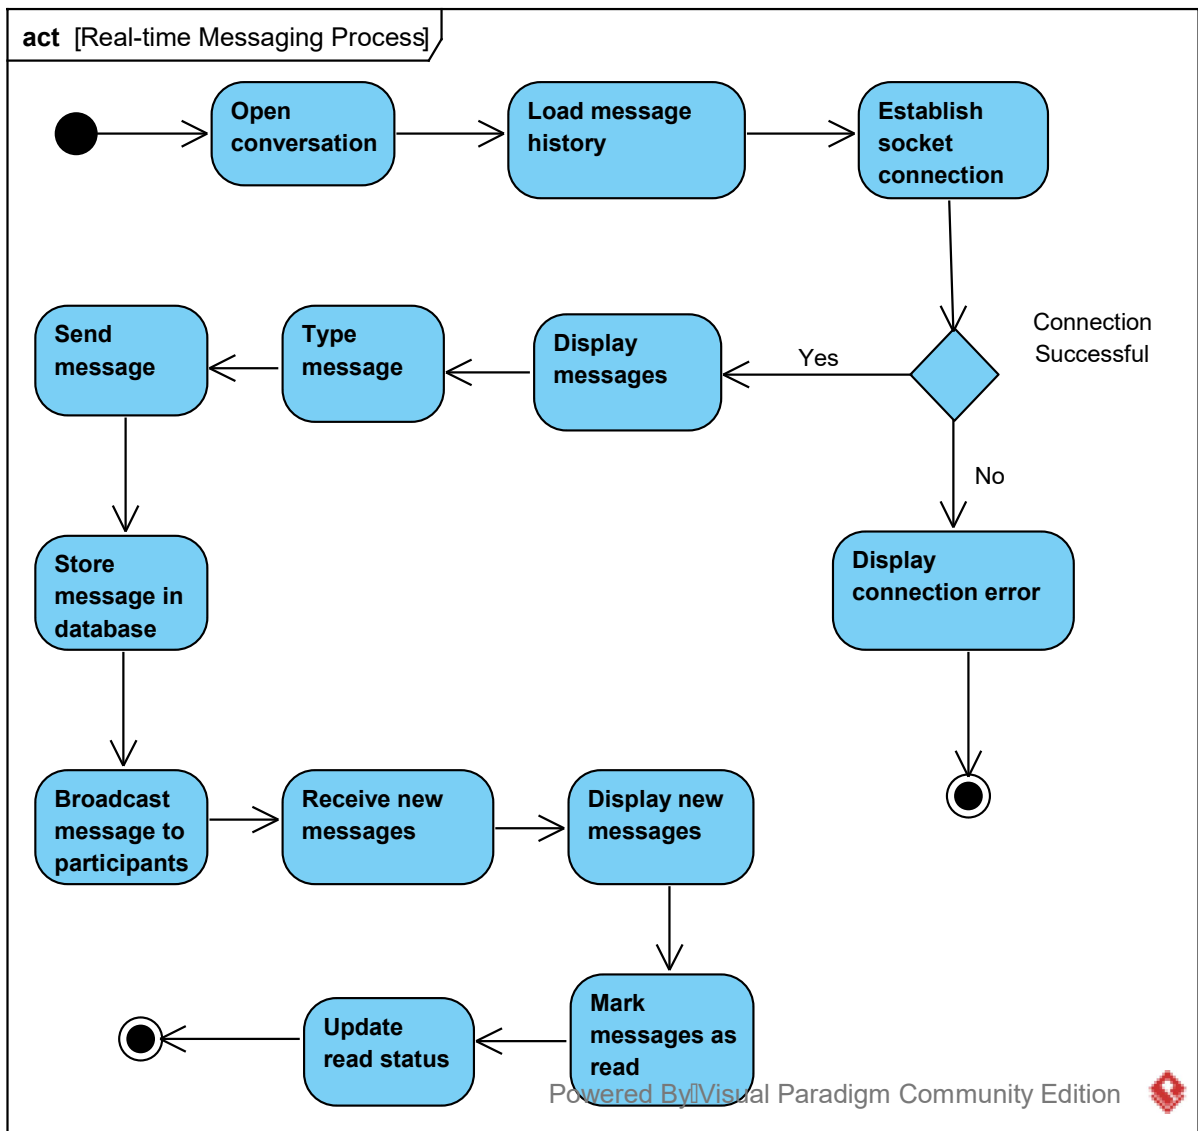 act [Real-time Messaging Process]
Open
conversation
Load message
history
Establish
socket
connection
Connection
Successful
Yes
Display
messages
Type
message
Send
message
No
Store
message in
database
Display
connection error
Broadcast
message to
participants
Receive new
messages
Display new
messages
Mark
messages as
read
Update
read status
Powered By Visual Paradigm Community Edition